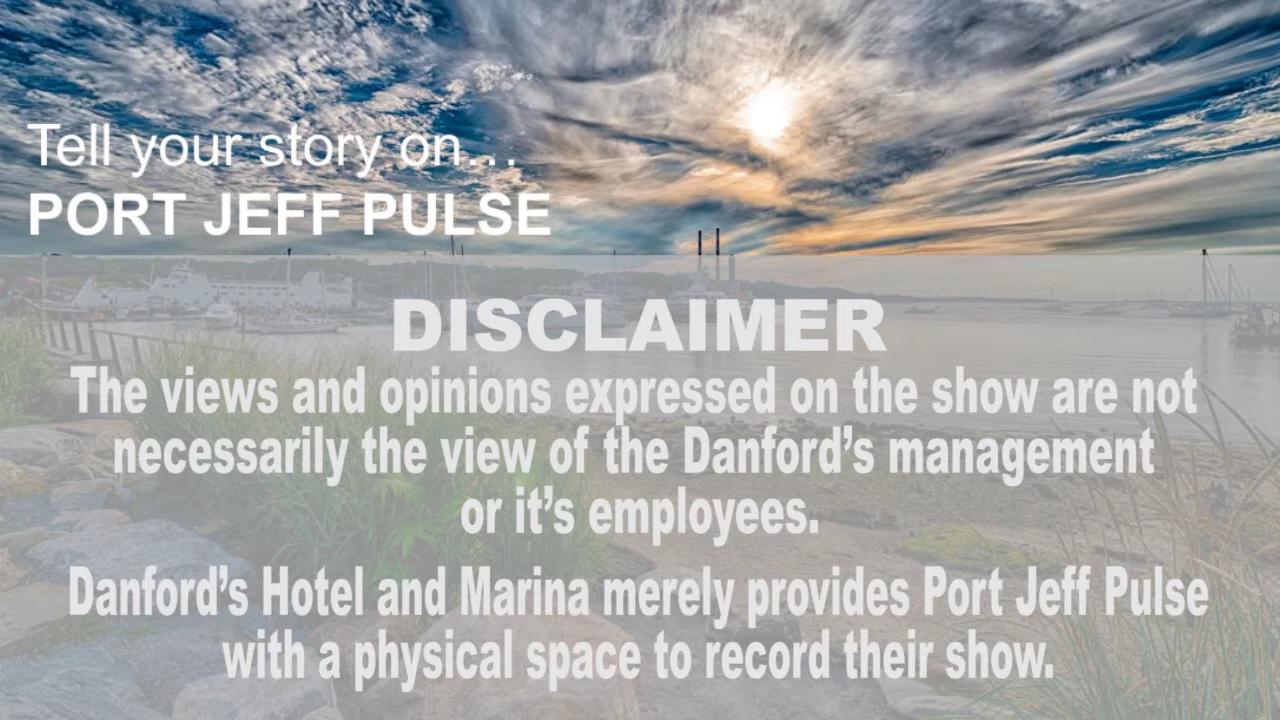 Tell your story on...
PORT JEFF PULSE
DISCLAIMER
The views and opinions expressed on the show are not
necessarily the view of the Danford’s management
or it’s employees.
Danford’s Hotel and Marina merely provides Port Jeff Pulse
with a physical space to record their show.